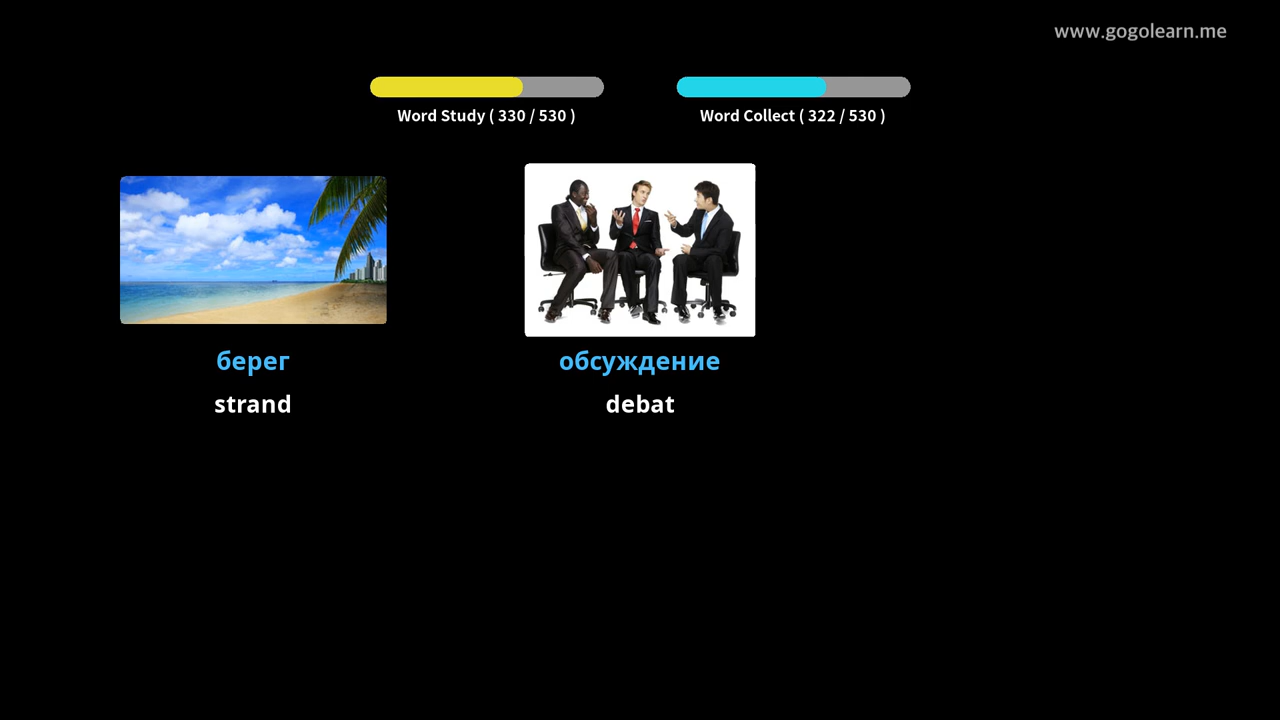 www.gogolearn.me
Word Study ( 330 / 530 )
Word Collect ( 322 / 530 )
берег
обсуждение
strand
debat